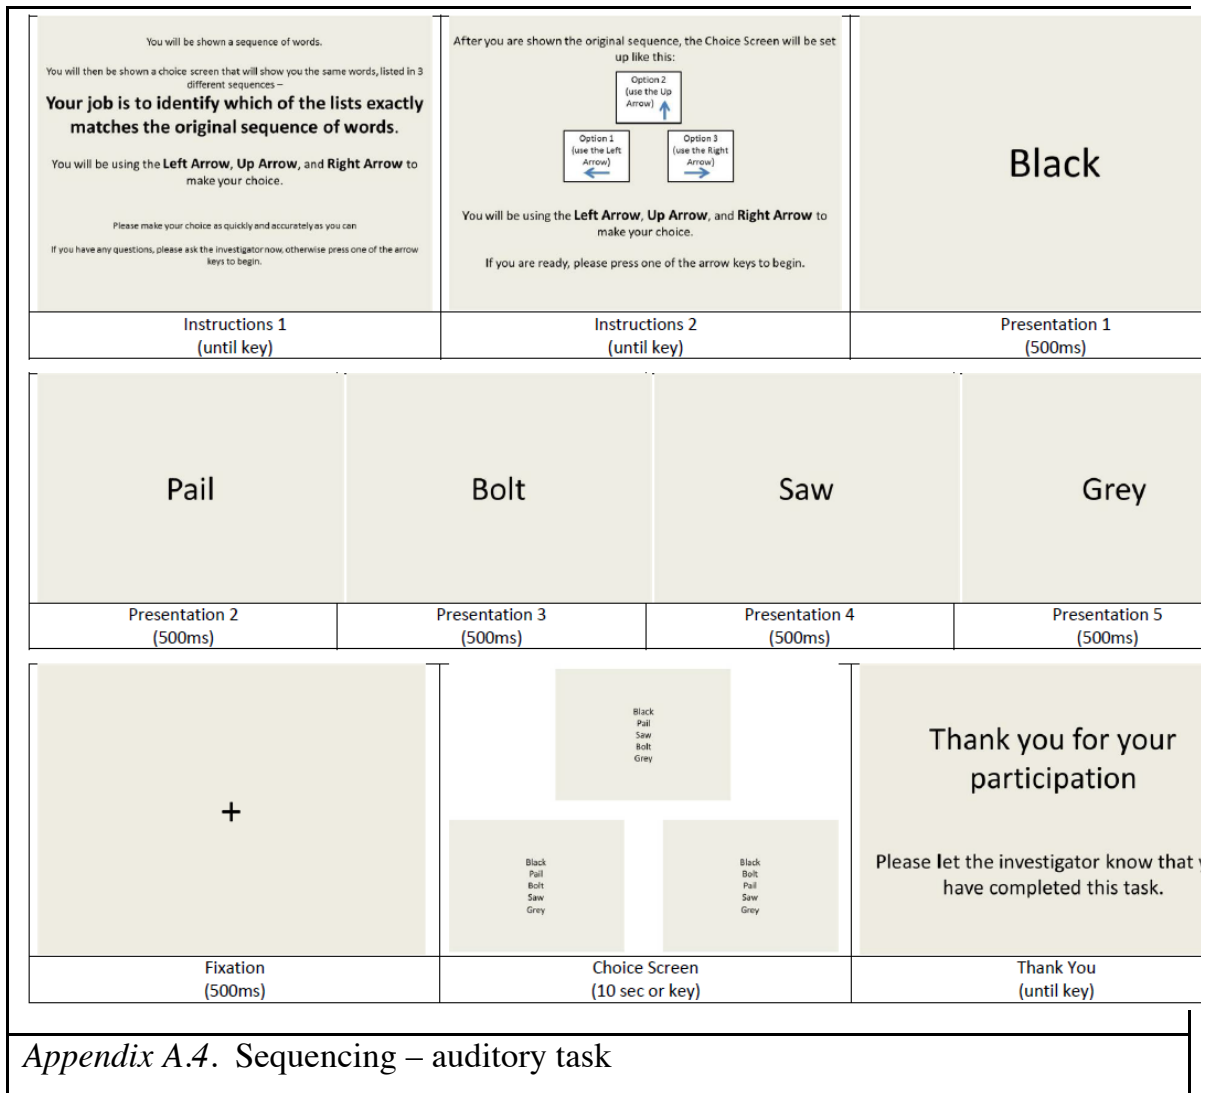 You will be shown a sequence of words.
You will then be shown a choice screen that will show you the same words, listed in 3
different sequences –
Your job is to identify which of the lists exactly
matches the original sequence of words.
You will be using the Left Arrow, Up Arrow, and Right Arrow to
make your choice.
Please make your choice as quickly and accurately as you can
If you have any questions, please ask the investigator now, otherwise press one of the arrow
keys to begin.
Instructions 1
(until key)
After you are shown the original sequence, the Choice Screen will be set
up like this:
Option 2
(use the Up
Arrow)
Option 1
(use the Left
Arrow)
Option 3
(use the Right
Arrow)
You will be using the Left Arrow, Up Arrow, and Right Arrow to
make your choice.
If you are ready, please press one of the arrow keys to begin.
Instructions 2
(until key)
Black
Presentation 1
(500ms)
Pail
Presentation 2
(500ms)
Bolt
Presentation 3
(500ms)
Saw
Presentation 4
(500ms)
Grey
Presentation 5
(500ms)
+
Fixation
(500ms)
Black
Pail
Saw
Bolt
Grey
Black
Pail
Bolt
Saw
Grey
Black
Bolt
Pail
Saw
Grey
Choice Screen
(10 sec or key)
Thank you for your
participation
Please let the investigator know that
have completed this task.
Thank You
(until key)
Appendix A.4. Sequencing – auditory task